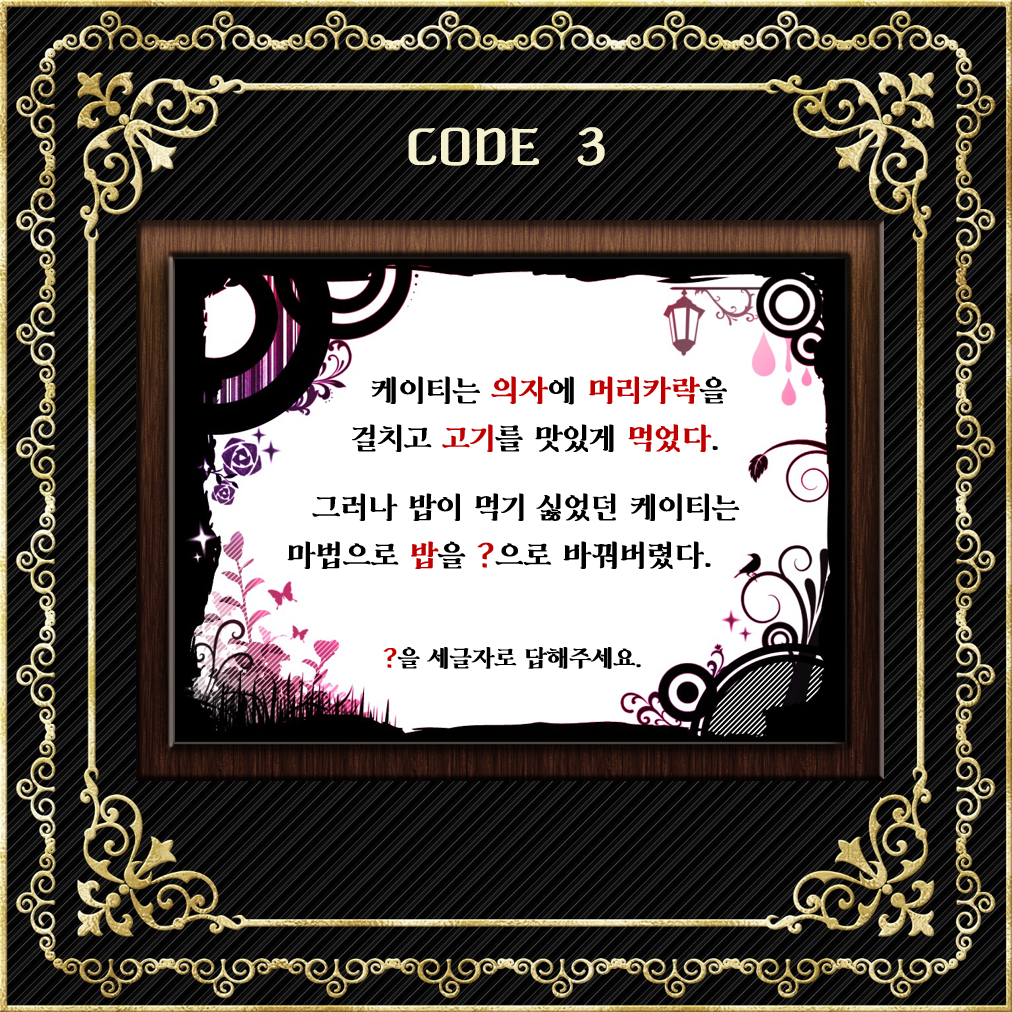 CODE 3
케이티는 의자에 머리카락을
걸치고 고기를 맛있게 먹었다.
그러나 밥이 먹기 싫었던 케이티는
마법으로 밥을 ?으로 바꿔버렸다.
?을 세글자로 답해주세요.